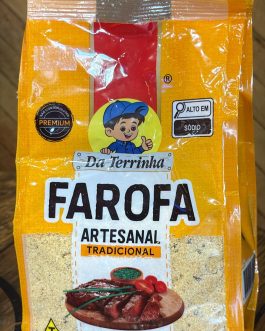 PREMIUM
®
ALTO EM
SÓDIO
Da Terrinha
FAROFA
ARTESANAL
TRADICIONAL